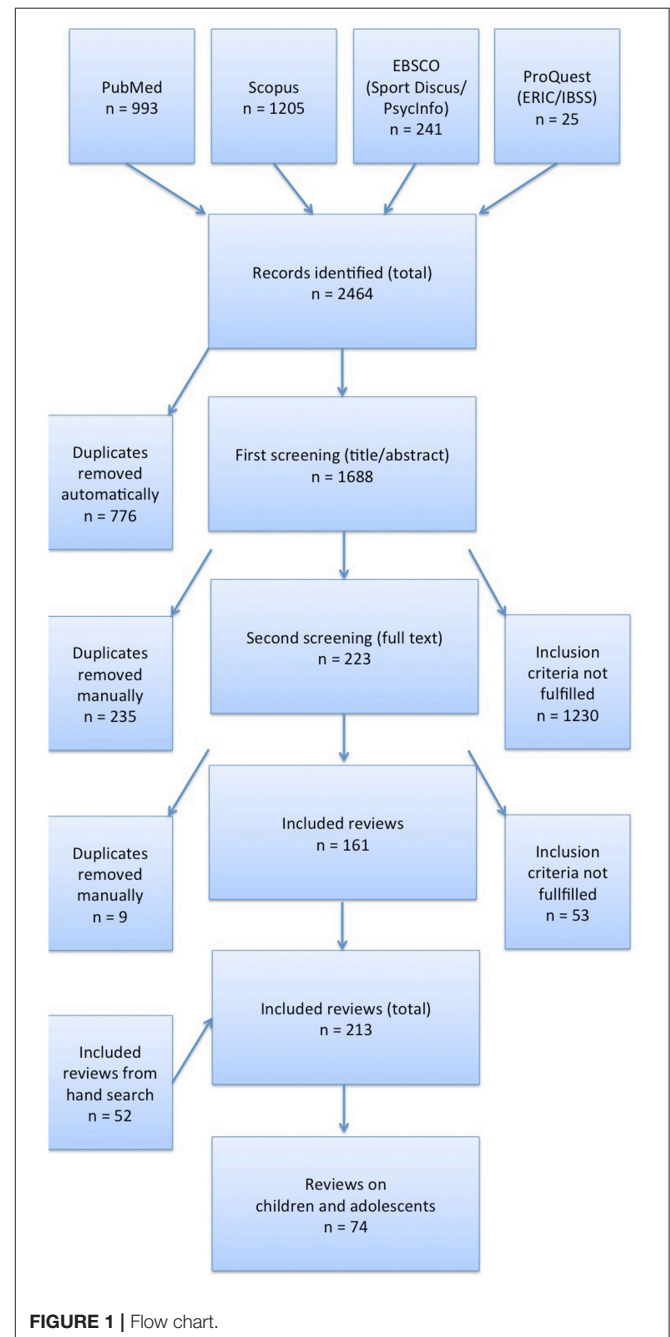 PubMed
n = 993
Scopus
n = 1205
EBSCO
(Sport Discus/
PsycInfo)
n = 241
ProQuest
(ERIC/IBSS)
n = 25
Records identified (total)
n = 2464
Duplicates
removed
automatically
n = 776
First screening (title/abstract)
n = 1688
Duplicates
removed
manually
n = 235
Second screening (full text)
n = 223
Inclusion
criteria not
fulfilled
n = 1230
Duplicates
removed
manually
n = 9
Included reviews
n = 161
Inclusion
criteria not
fullfilled
n = 53
Included reviews (total)
n = 213
Included
reviews from
hand search
n = 52
Reviews on
children and adolescents
n = 74
FIGURE 1 | Flow chart.